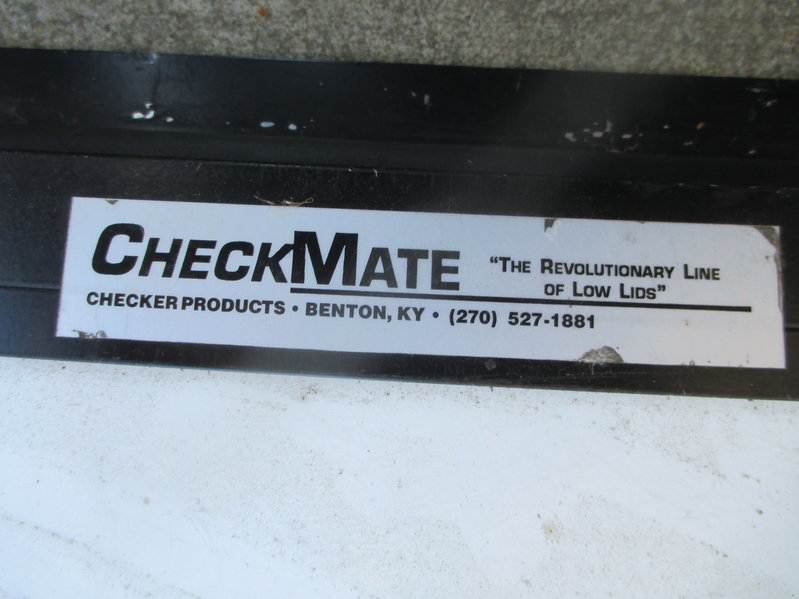 CHECKMATE
"THE REVOLUTIONARY LINE
OF LOW LIDS"
CHECKER PRODUCTS • BENTON, KY • (270) 527-1881